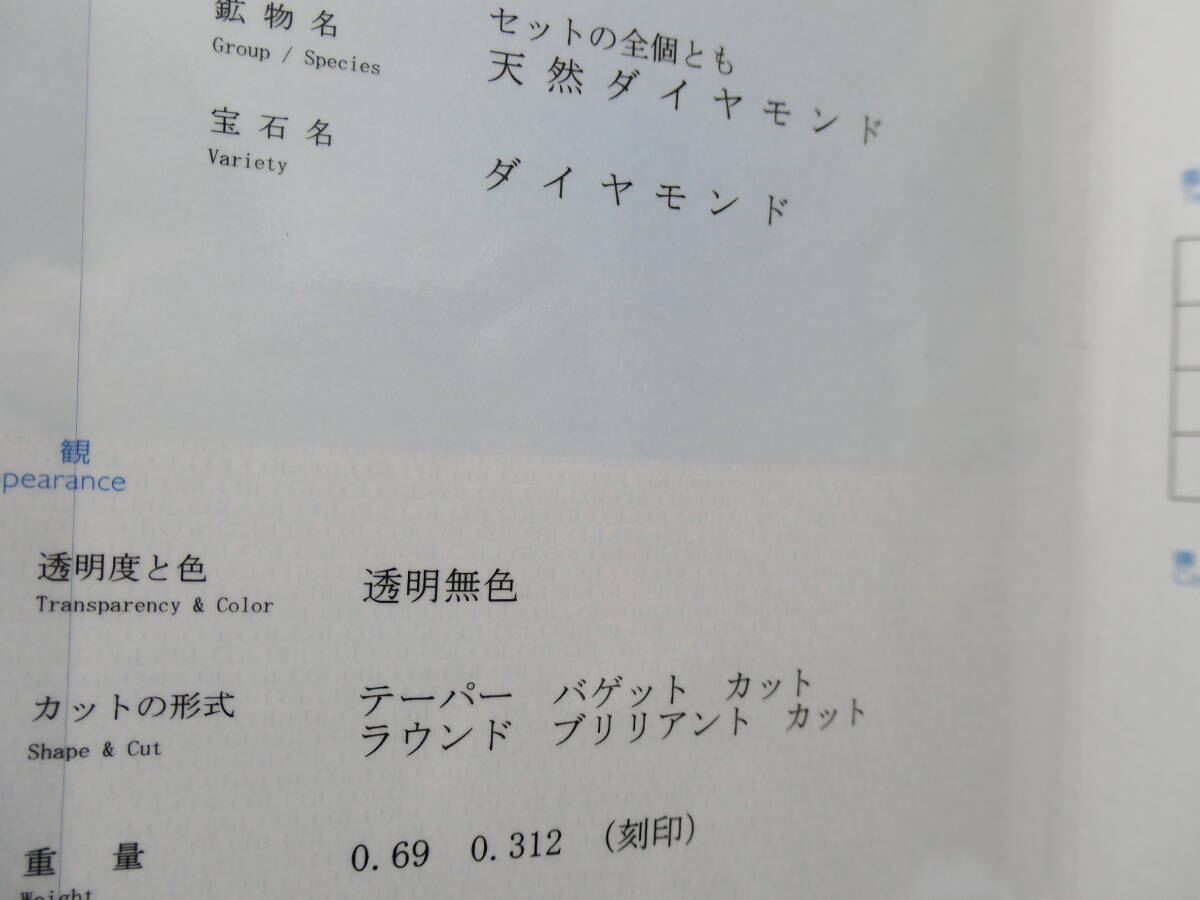 鉱物名
セットの全個とも
Group / Species
天然ダイヤモンド
宝石名
Variety
ダイヤモンド
観
pearance
透明度と色
透明無色
Transparency & Color
カットの形式
テーパー バゲット カット
Shape & Cut
ラウンド ブリリアント カット
重量
0.69 0.312 (刻印)
Weight